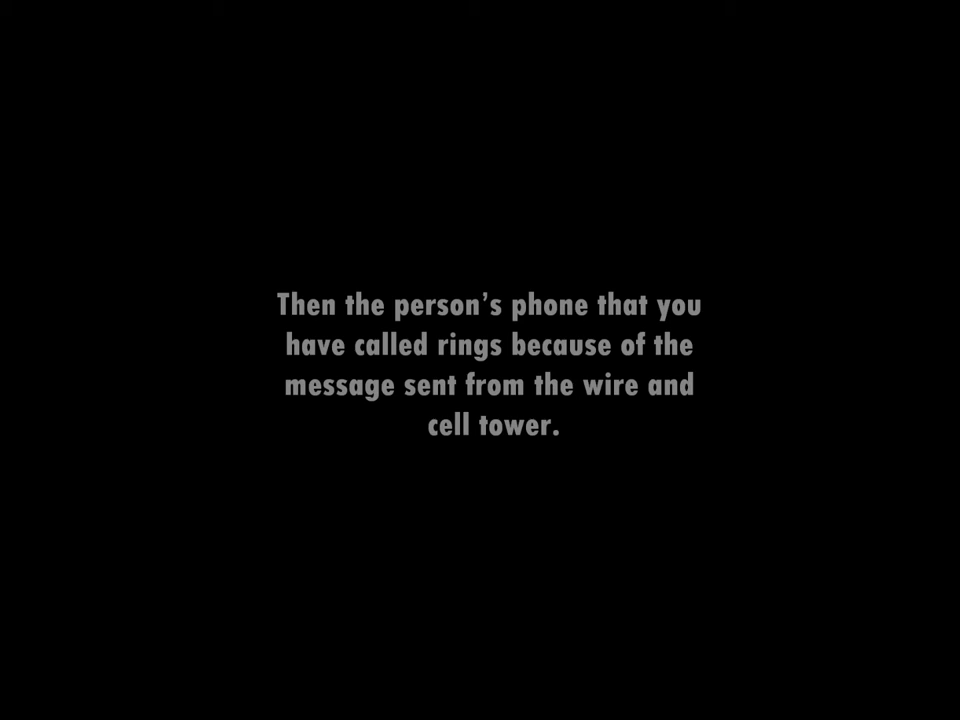 Then the person’s phone that you
have called rings because of the
message sent from the wire and
cell tower.